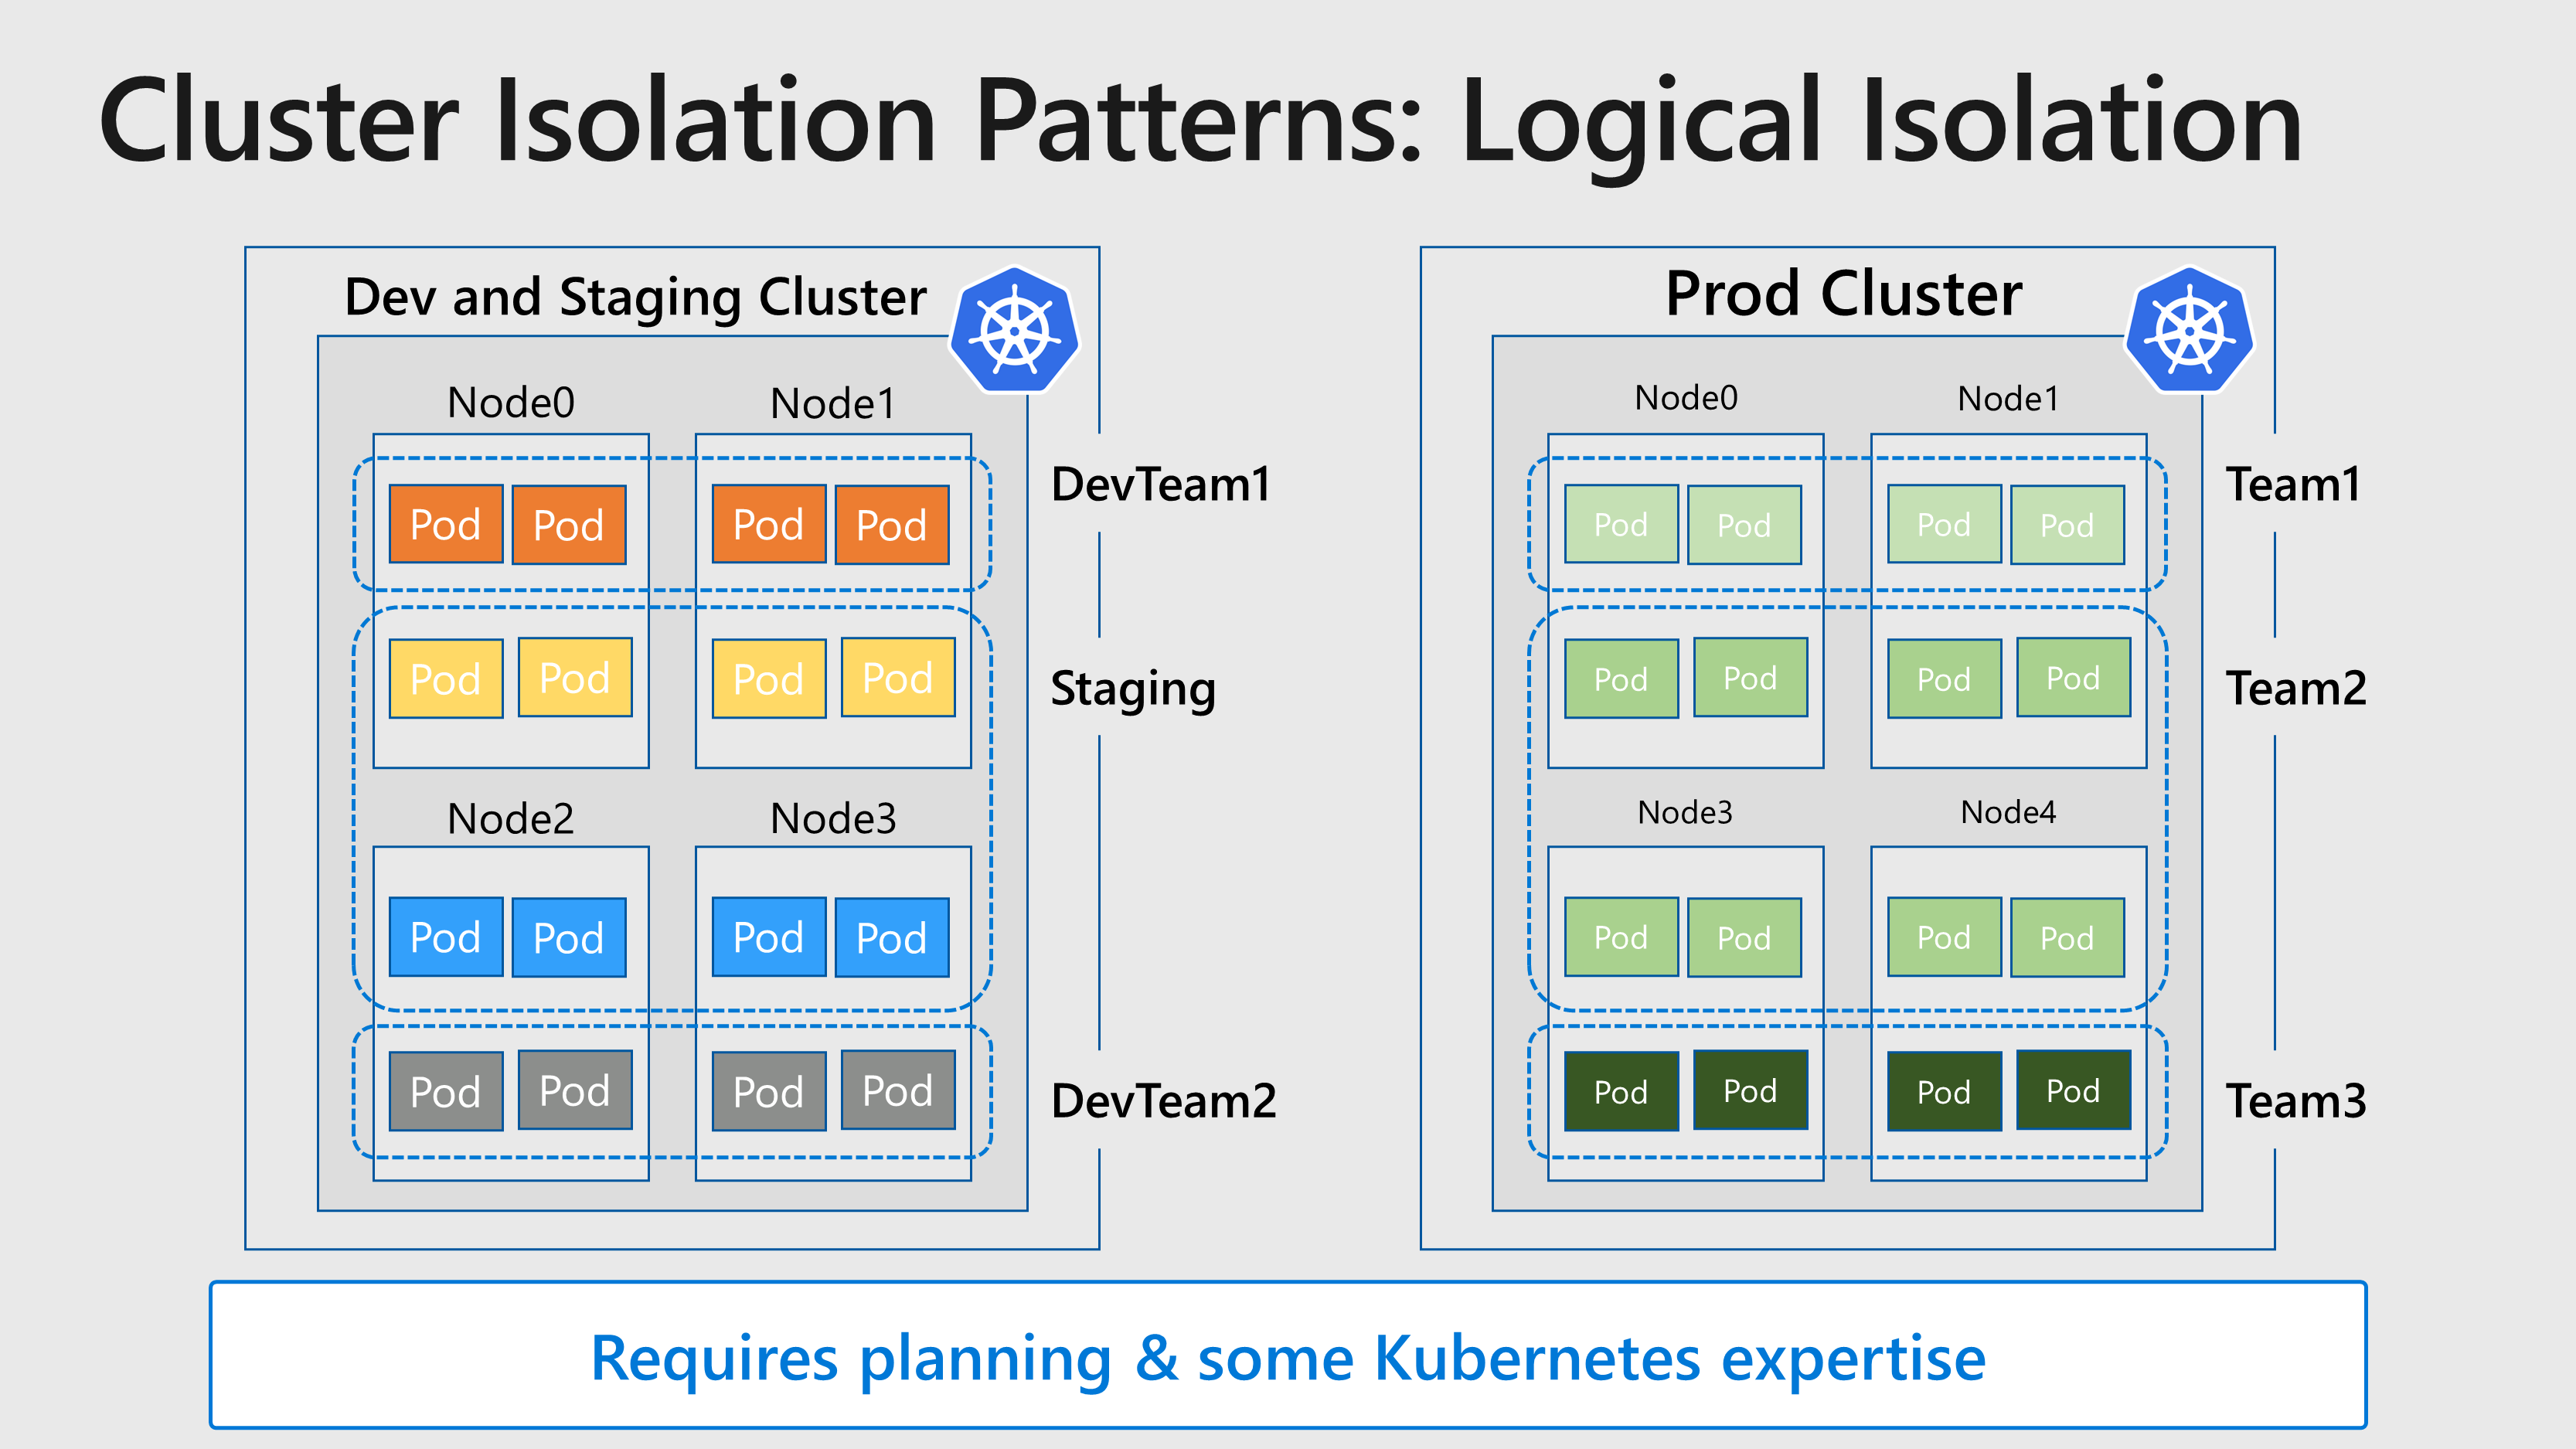 Cluster Isolation Patterns: Logical Isolation
Dev and Staging Cluster
Node0 Node1
Pod Pod Pod Pod
DevTeam1
Pod Pod Pod Pod
Staging
Node2 Node3
Pod Pod Pod Pod
Pod Pod Pod Pod
DevTeam2
Prod Cluster
Node0 Node1
Pod Pod Pod Pod
Team1
Pod Pod Pod Pod
Team2
Node3 Node4
Pod Pod Pod Pod
Pod Pod Pod Pod
Team3
Requires planning & some Kubernetes expertise